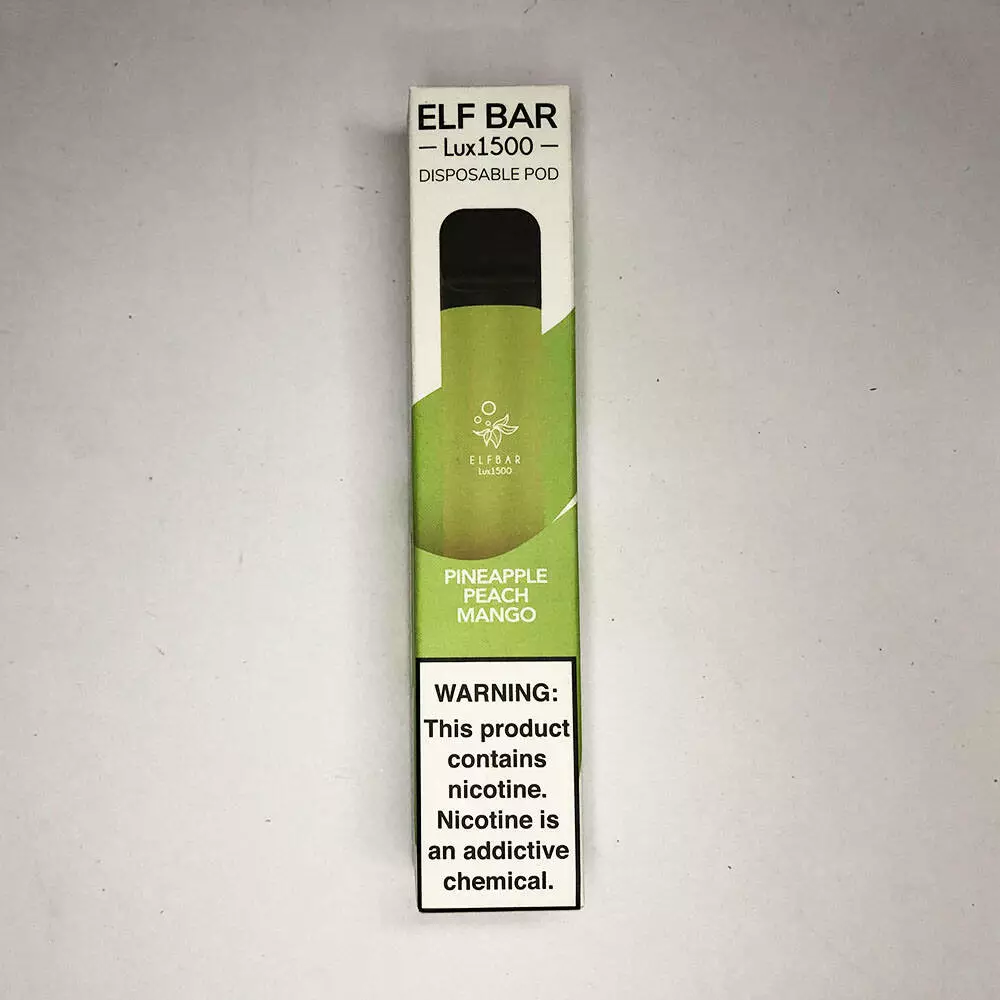 ELF BAR
— Lux1500 —
DISPOSABLE POD
ELFBAR
Lux1500
PINEAPPLE
PEACH
MANGO
WARNING:
This product
contains
nicotine.
Nicotine is
an addictive
chemical.